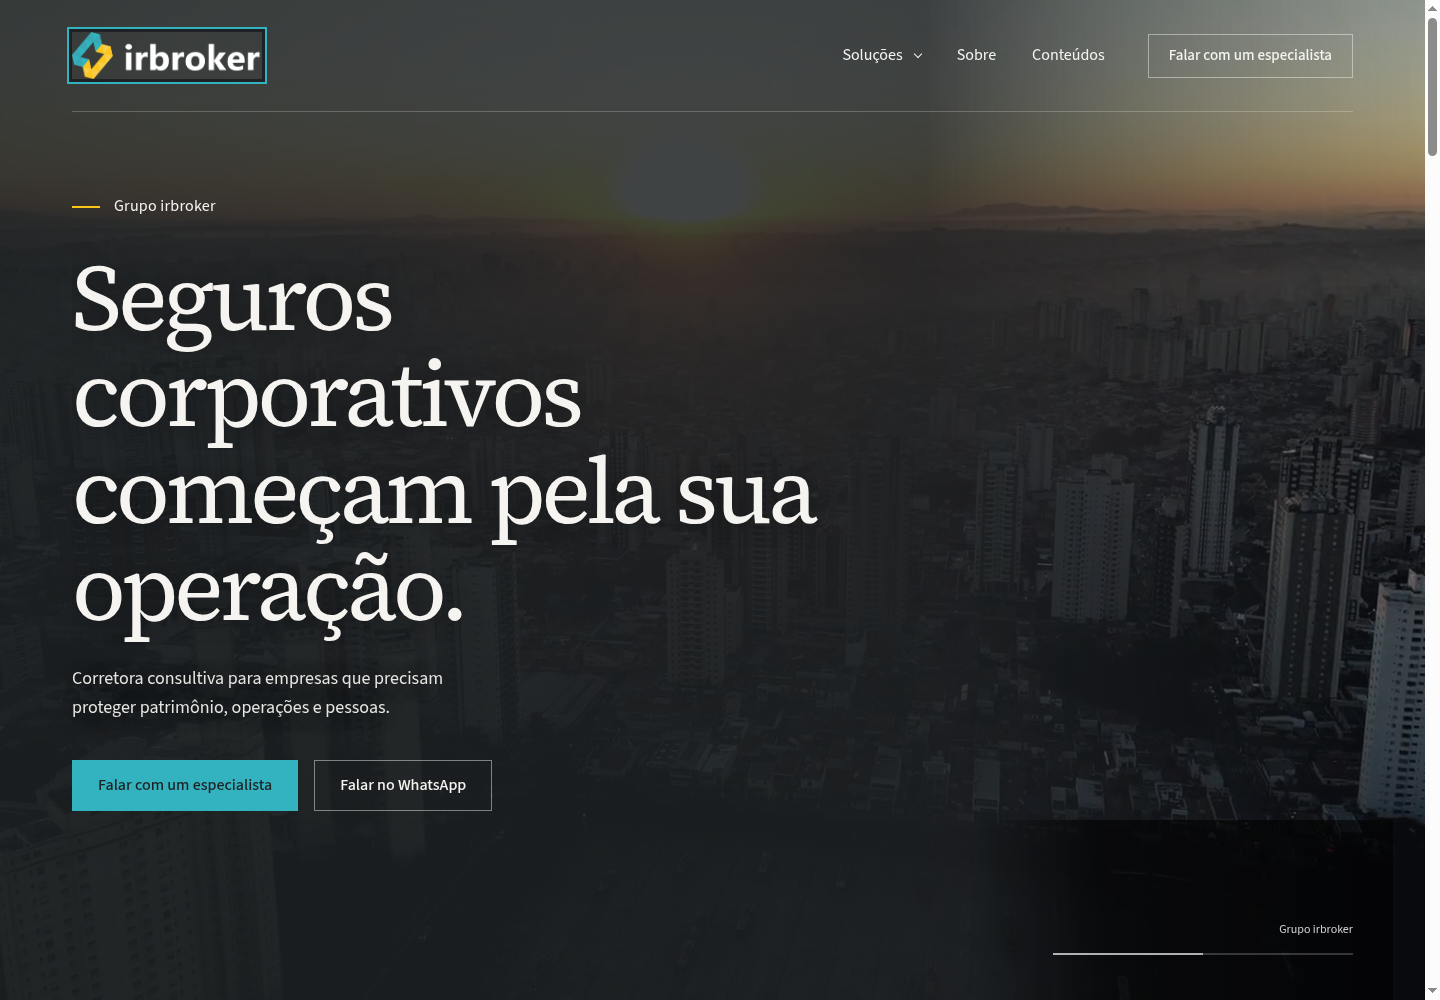 irbroker
Soluções
Sobre
Conteúdos
Falar com um especialista
Grupo irbroker
Seguros
corporativos
começam pela sua
operação.
Corretora consultiva para empresas que precisam
proteger patrimônio, operações e pessoas.
Falar com um especialista
Falar no WhatsApp
Grupo irbroker